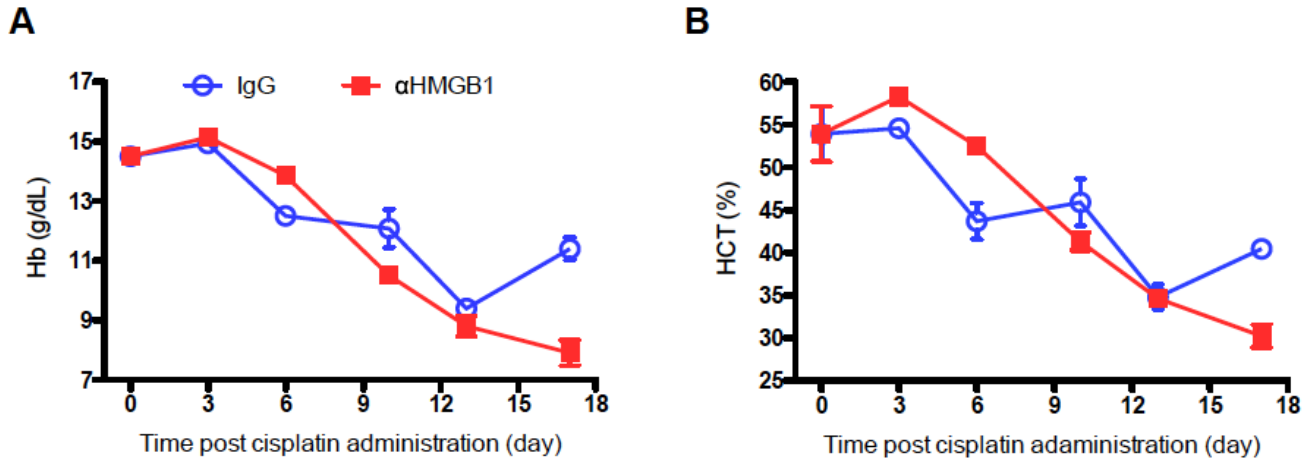 A
IgG
αHMGB1
Hb (g/dL)
17
15
13
11
9
7
0 3 6 9 12 15 18
Time post cisplatin administration (day)
B
HCT (%)
60
55
50
45
40
35
30
25
0 3 6 9 12 15 18
Time post cisplatin adaministration (day)